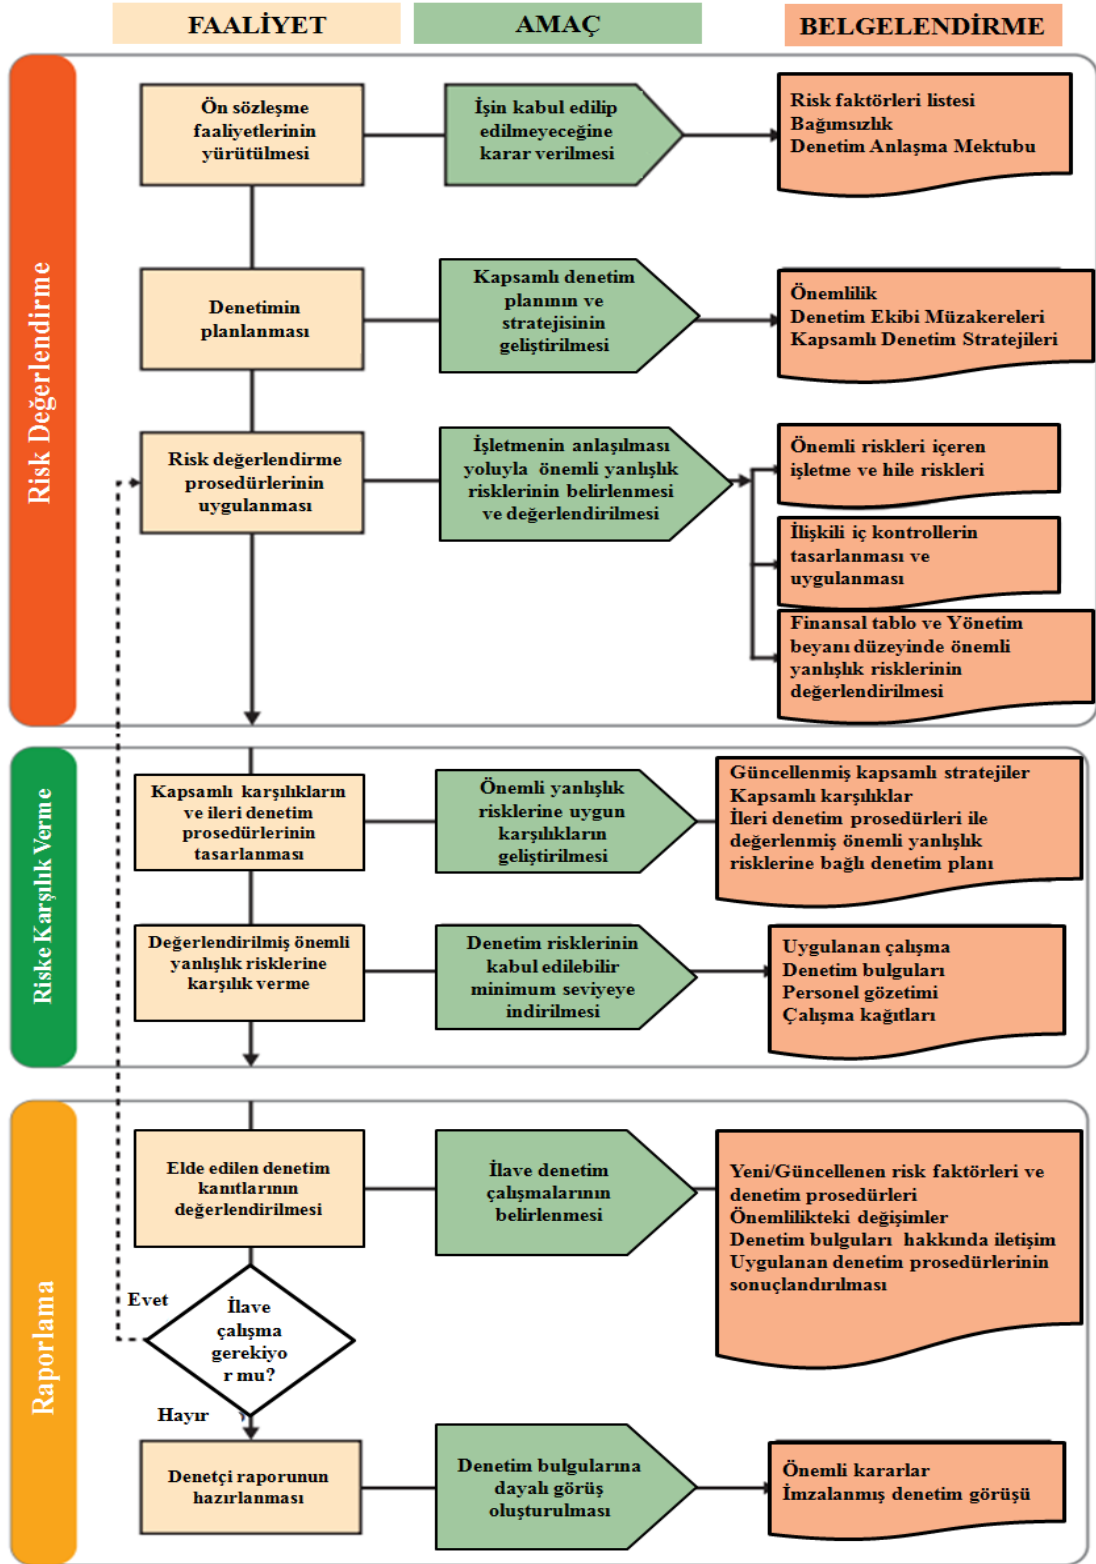 FAALİYET
AMAÇ
BELGELENDİRME
Risk Değerlendirme
Ön sözleşme
faaliyetlerinin
yürütülmesi
İşin kabul edilip
edilmeyeceğine
karar verilmesi
Risk faktörleri listesi
Bağımsızlık
Denetim Anlaşma Mektubu
Denetimin
planlanması
Kapsamlı denetim
planının ve
stratejisinin
geliştirilmesi
Önemlilik
Denetim Ekibi Müzakereleri
Kapsamlı Denetim Stratejileri
Risk değerlendirme
prosedürlerinin
uygulanması
İşletmenin anlaşılması
yoluyla önemli yanlışlık
risklerinin belirlenmesi
ve değerlendirilmesi
Önemli riskleri içeren
işletme ve hile riskleri
İlişkili iç kontrollerin
tasarlanması ve
uygulanması
Finansal tablo ve Yönetim
beyanı düzeyinde önemli
yanlışlık risklerinin
değerlendirilmesi
Riske Karşılık Verme
Kapsamlı karşılıkların
ve ileri denetim
prosedürlerinin
tasarlanması
Önemli yanlışlık
risklerine uygun
karşılıkların
geliştirilmesi
Güncellenmiş kapsamlı stratejiler
Kapsamlı karşılıklar
İleri denetim prosedürleri ile
değerlenmiş önemli yanlışlık
risklerine bağlı denetim planı
Değerlendirilmiş önemli
yanlışlık risklerine
karşılık verme
Denetim risklerinin
kabul edilebilir
minimum seviyeye
indirilmesi
Uygulanan çalışma
Denetim bulguları
Personel gözetimi
Çalışma kağıtları
Raporlama
Elde edilen denetim
kanıtlarının
değerlendirilmesi
İlave denetim
çalışmalarının
belirlenmesi
Yeni/Güncellenen risk faktörleri ve
denetim prosedürleri
Önemlilikteki değişimler
Denetim bulguları hakkında iletişim
Uygulanan denetim prosedürlerinin
sonuçlandırılması
Evet
İlave
çalışma
gerekiyo
r mu?
Hayır
Denetçi raporunun
hazırlanması
Denetim bulgularına
dayalı görüş
oluşturulması
Önemli kararlar
İmzalanmış denetim görüşü